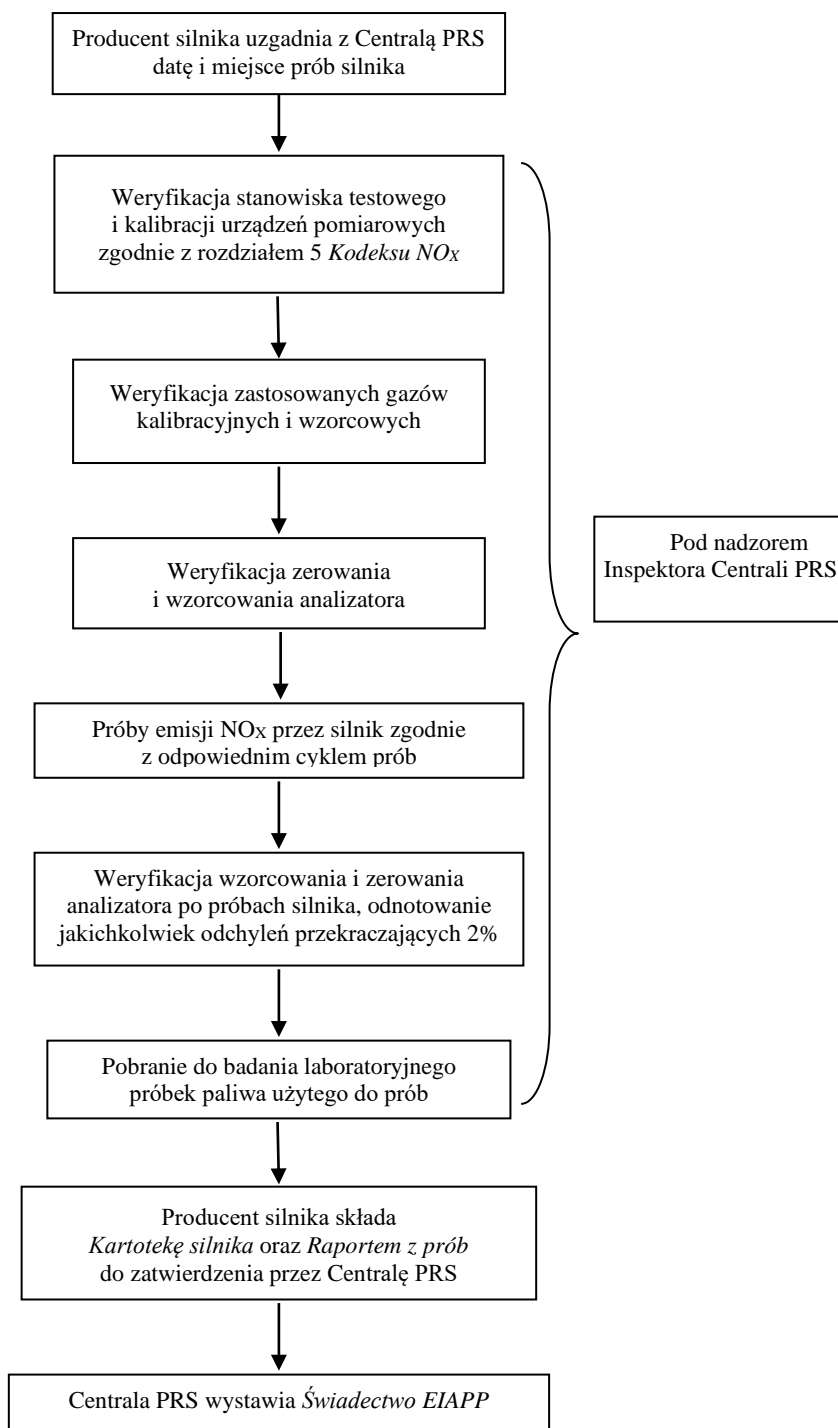 Producent silnika uzgadnia z Centralą PRS
datę i miejsce prób silnika
Weryfikacja stanowiska testowego
i kalibracji urządzeń pomiarowych
zgodnie z rozdziałem 5 Kodeksu NOX
Weryfikacja zastosowanych gazów
kalibracyjnych i wzorcowych
Weryfikacja zerowania
i wzorcowania analizatora
Pod nadzorem
Inspektora Centrali PRS
Próby emisji NOX przez silnik zgodnie
z odpowiednim cyklem prób
Weryfikacja wzorcowania i zerowania
analizatora po próbach silnika, odnotowanie
jakichkolwiek odchyleń przekraczających 2%
Pobranie do badania laboratoryjnego
próbek paliwa użytego do prób
Producent silnika składa
Kartotekę silnika oraz Raportem z prób
do zatwierdzenia przez Centralę PRS
Centrala PRS wystawia Świadectwo EIAPP